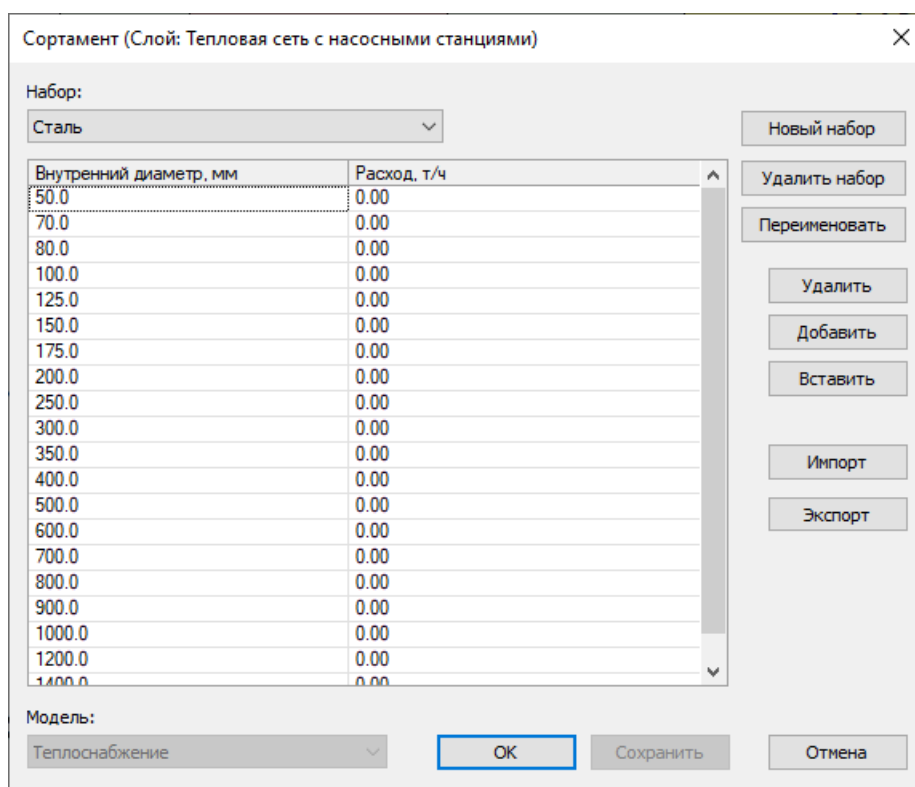 Сортамент (Слой: Тепловая сеть с насосными станциями)
Набор:
Сталь
Новый набор
Удалить набор
Переименовать
Удалить
Добавить
Вставить
Импорт
Экспорт
Внутренний диаметр, мм Расход, т/ч
50.0 0.00
70.0 0.00
80.0 0.00
100.0 0.00
125.0 0.00
150.0 0.00
175.0 0.00
200.0 0.00
250.0 0.00
300.0 0.00
350.0 0.00
400.0 0.00
500.0 0.00
600.0 0.00
700.0 0.00
800.0 0.00
900.0 0.00
1000.0 0.00
1200.0 0.00
1400.0 0.00
Модель:
Теплоснабжение
OK
Сохранить
Отмена